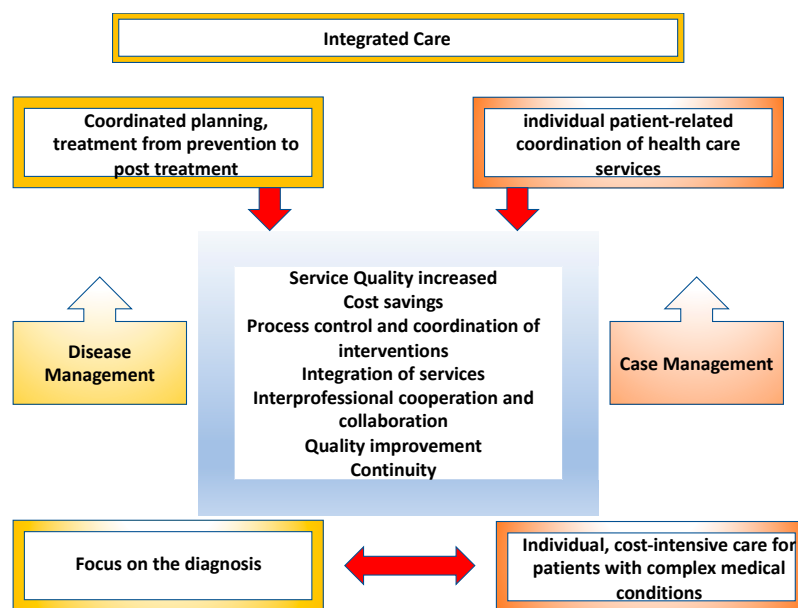 Integrated Care
Coordinated planning,
treatment from prevention to
post treatment
individual patient-related
coordination of health care
services
Service Quality increased
Cost savings
Process control and coordination of
interventions
Integration of services
Interprofessional cooperation and
collaboration
Quality improvement
Continuity
Disease
Management
Case Management
Focus on the diagnosis
Individual, cost-intensive care for
patients with complex medical
conditions